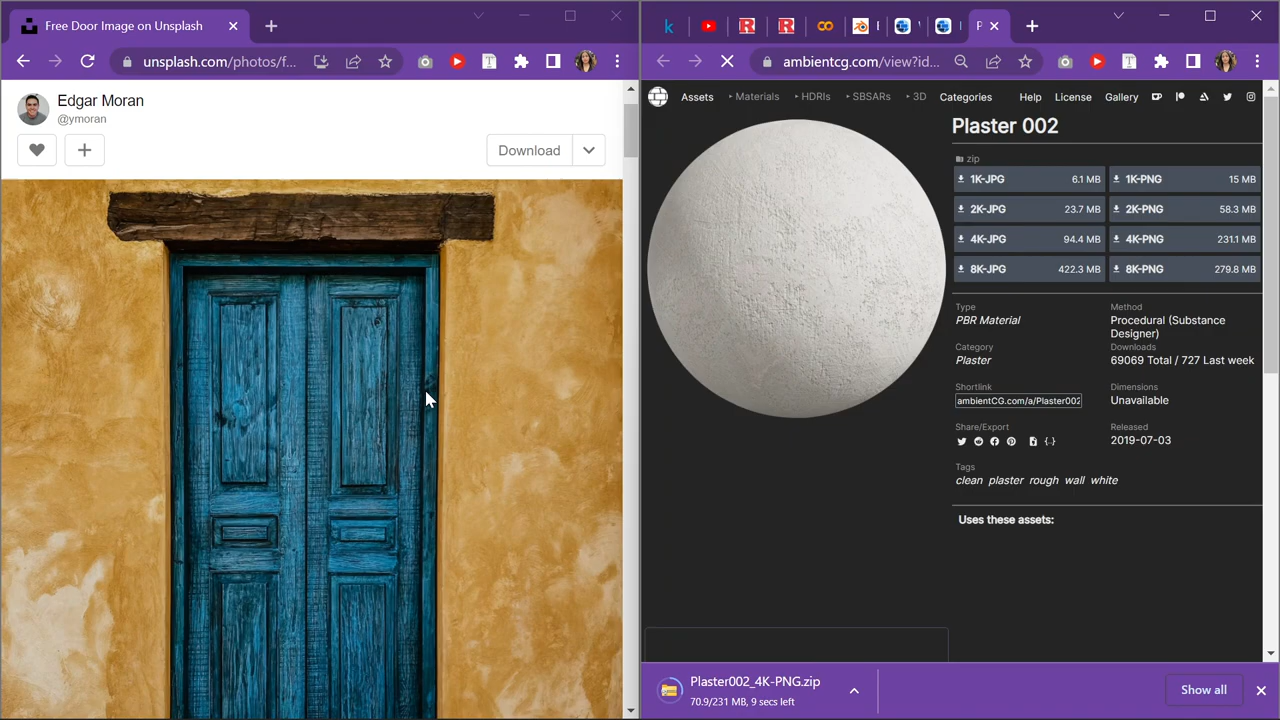 Free Door Image on Unsplash
unsplash.com/photos/f...
Edgar Moran
@ymoran
Download
ambientcg.com/view?id...
Assets
Materials
HDRIs
SBSARs
3D
Categories
Help
License
Gallery
Plaster 002
zip
1K-JPG 6.1 MB
1K-PNG 15 MB
2K-JPG 23.7 MB
2K-PNG 58.3 MB
4K-JPG 94.4 MB
4K-PNG 231.1 MB
8K-JPG 422.3 MB
8K-PNG 279.8 MB
Type
PBR Material
Method
Procedural (Substance
Designer)
Category
Plaster
Downloads
69069 Total / 727 Last week
Shortlink
ambientCG.com/a/Plaster002
Dimensions
Unavailable
Share/Export
Released
2019-07-03
Tags
clean plaster rough wall white
Uses these assets:
Plaster002_4K-PNG.zip
70.9/231 MB, 9 secs left
Show all